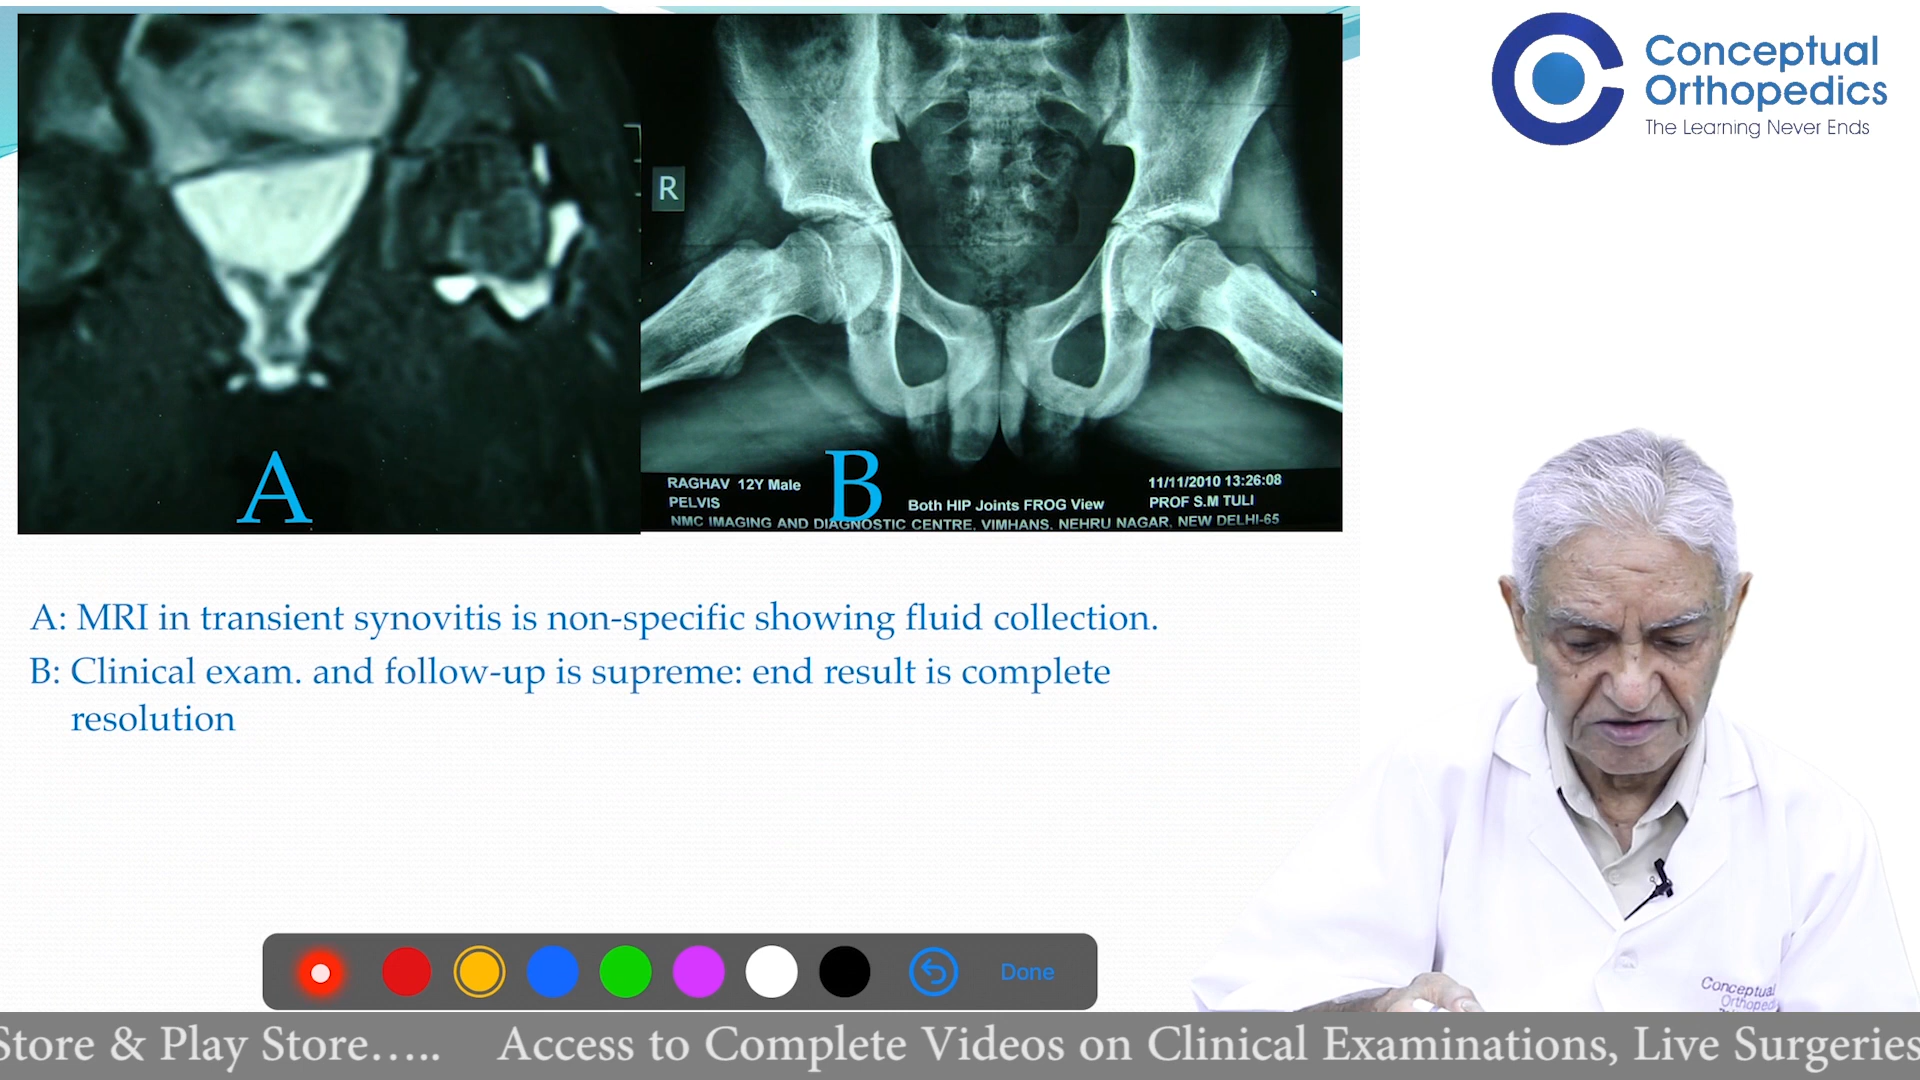 Conceptual
Orthopedics
The Learning Never Ends
R
A
B
RAGHAV 12Y Male
PELVIS
Both HIP Joints FROG View
11/11/2010 13:26:08
PROF S.M TULI
NMC IMAGING AND DIAGNOSTIC CENTRE, VIMHANS, NEHRU NAGAR, NEW DELHI-65
A: MRI in transient synovitis is non-specific showing fluid collection.
B: Clinical exam. and follow-up is supreme: end result is complete
resolution
Done
Conceptual
Store & Play Store..... Access to Complete Videos on Clinical Examinations, Live Surgeries